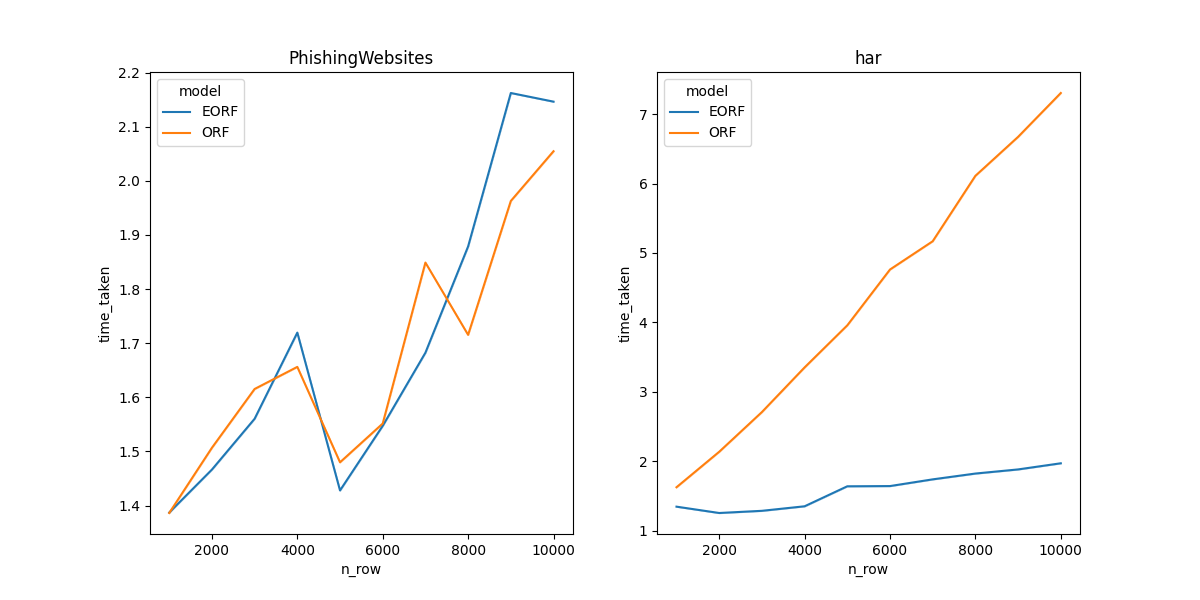 PhishingWebsites
model
EORF
ORF
2.2
2.1
2.0
1.9
1.8
1.7
1.6
1.5
1.4
time_taken
2000 4000 6000 8000 10000
n_row
har
model
EORF
ORF
7
6
5
4
3
2
1
time_taken
2000 4000 6000 8000 10000
n_row